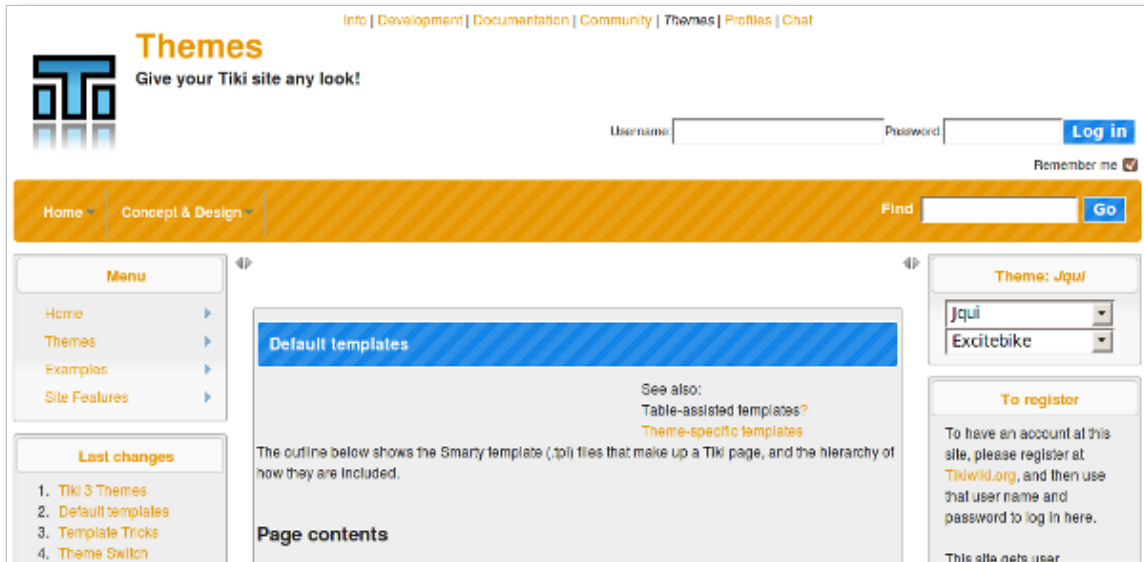 Info | Development | Documentation | Community | Themes | Profiles | Chat
Themes
Give your Tiki site any look!
Username: Password: Log in
Remember me
Home Concept & Design Find Go
Menu
Home
Themes
Examples
Site Features
Last changes
1. Tiki 3 Themes
2. Default templates
3. Template Tricks
4. Theme Switch
Default templates
See also:
Table-assisted templates?
Theme-specific templates
The outline below shows the Smarty template (.tpl) files that make up a Tiki page, and the hierarchy of
how they are included.
Page contents
Theme: Jqui
Jqui
Excitebike
To register
To have an account at this
site, please register at
Tikiwiki.org, and then use
that user name and
password to log in here.
This site gets user